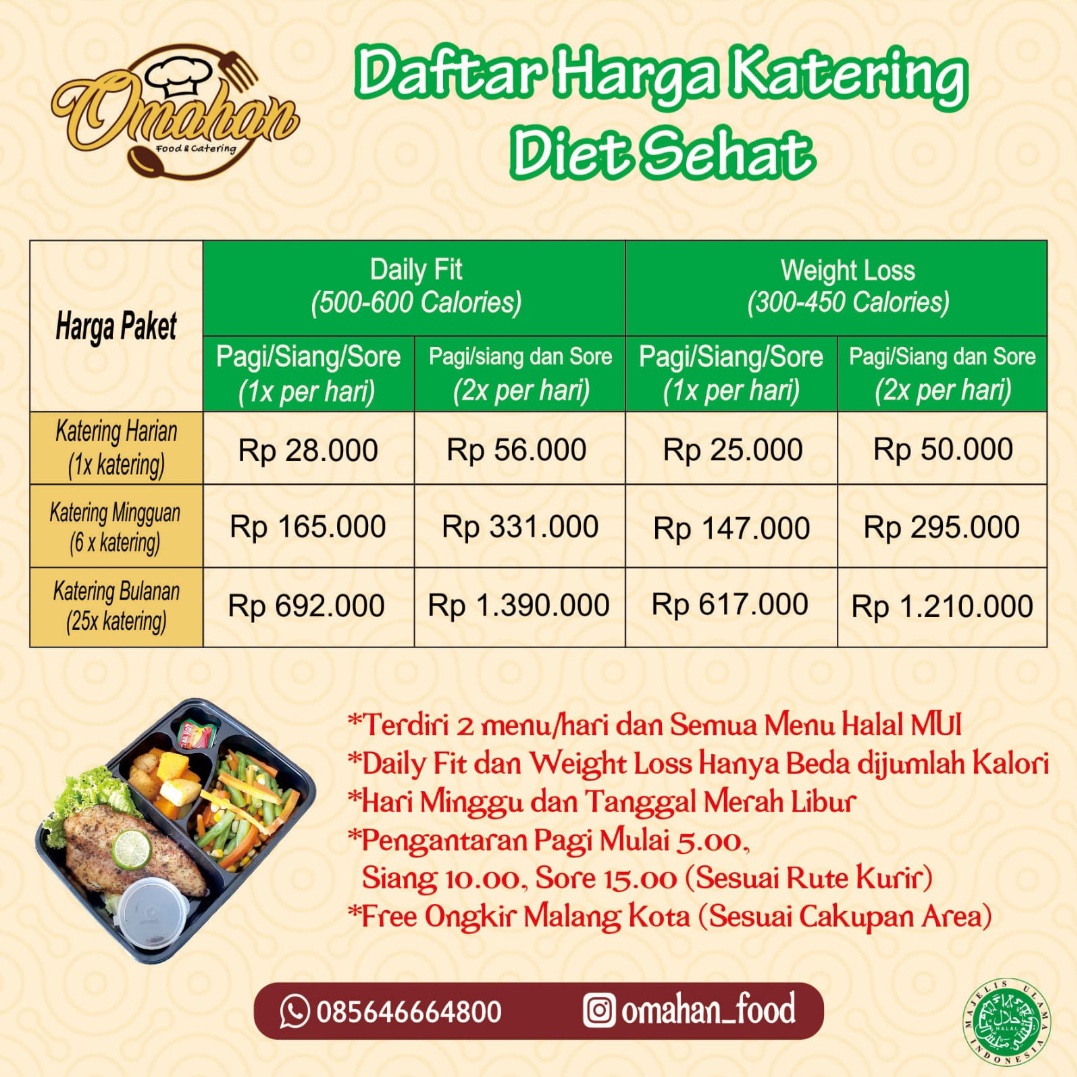 Omahan
Food & Catering
Daftar Harga Katering
Diet Sehat
Harga Paket
Daily Fit
(500-600 Calories)
Weight Loss
(300-450 Calories)
Pagi/Siang/Sore
(1x per hari)
Pagi/siang dan Sore
(2x per hari)
Pagi/Siang/Sore
(1x per hari)
Pagi/Siang dan Sore
(2x per hari)
Katering Harian
(1x katering)
Rp 28.000
Rp 56.000
Rp 25.000
Rp 50.000
Katering Mingguan
(6 x katering)
Rp 165.000
Rp 331.000
Rp 147.000
Rp 295.000
Katering Bulanan
(25x katering)
Rp 692.000
Rp 1.390.000
Rp 617.000
Rp 1.210.000
*Terdiri 2 menu/hari dan Semua Menu Halal MUI
*Daily Fit dan Weight Loss Hanya Beda dijumlah Kalori
*Hari Minggu dan Tanggal Merah Libur
*Pengantaran Pagi Mulai 5.00,
Siang 10.00, Sore 15.00 (Sesuai Rute Kurir)
*Free Ongkir Malang Kota (Sesuai Cakupan Area)
085646664800
omahan_food
MAJELIS ULAMA INDONESIA
حلال
HALAL